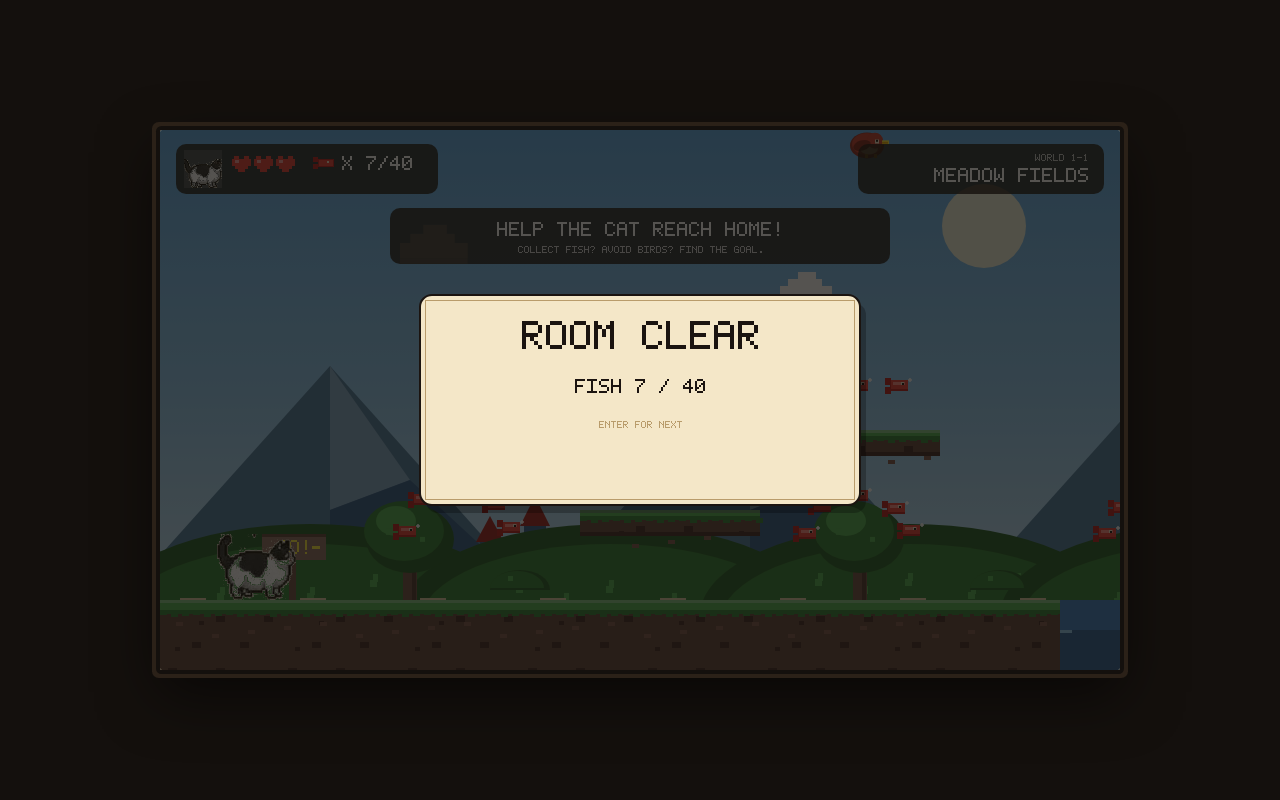 X 7/40
WORLD 1-1
MEADOW FIELDS
HELP THE CAT REACH HOME!
COLLECT FISH? AVOID BIRDS? FIND THE GOAL.
ROOM CLEAR
FISH 7 / 40
ENTER FOR NEXT